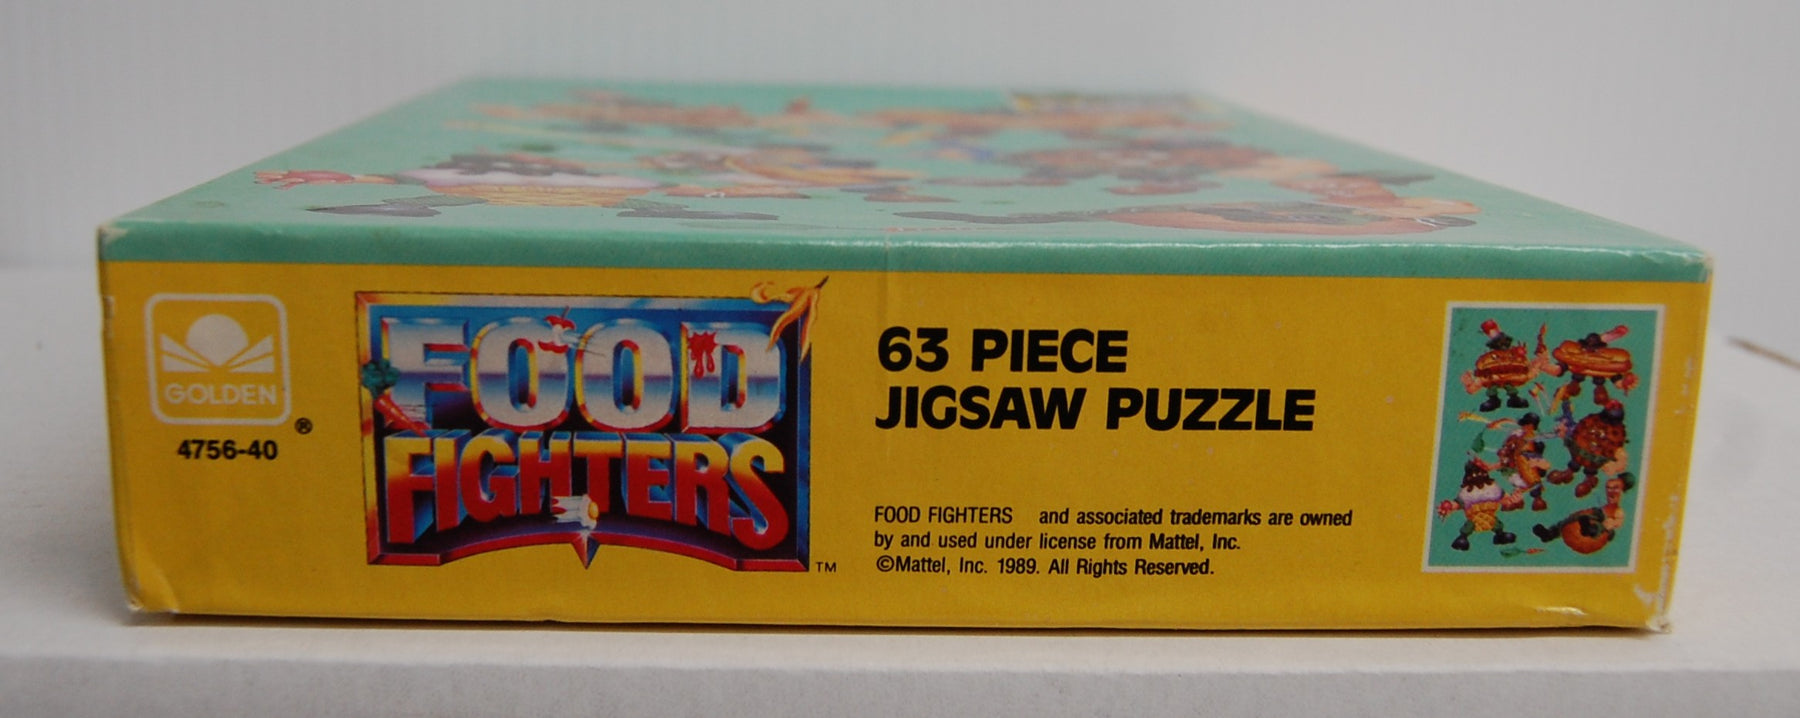 GOLDEN
®
4756-40
FOOD
FIGHTERS
TM
63 PIECE
JIGSAW PUZZLE
FOOD FIGHTERS and associated trademarks are owned
by and used under license from Mattel, Inc.
©Mattel, Inc. 1989. All Rights Reserved.